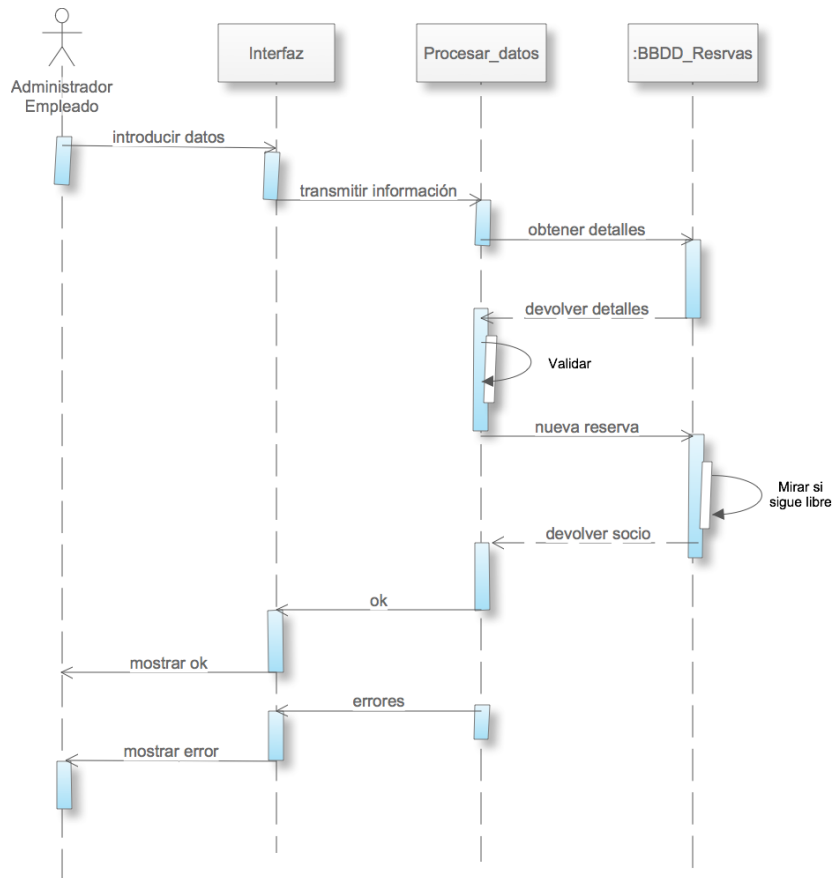 Interfaz
Procesar_datos
:BBDD_Resrvas
Administrador
Empleado
introducir datos
transmitir información
obtener detalles
devolver detalles
Validar
nueva reserva
Mirar si
sigue libre
devolver socio
ok
mostrar ok
errores
mostrar error